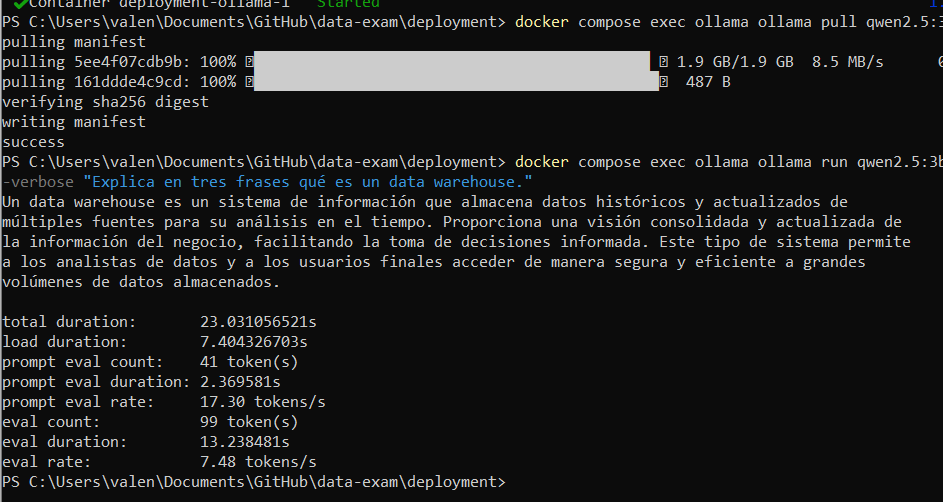 Container deployment-ollama-1 Started
PS C:\Users\valen\Documents\GitHub\data-exam\deployment> docker compose exec ollama ollama pull qwen2.5:3
pulling manifest
pulling 5ee4f07cdb9b: 100% 1.9 GB/1.9 GB 8.5 MB/s 0
pulling 161ddde4c9cd: 100% 487 B
verifying sha256 digest
writing manifest
success
PS C:\Users\valen\Documents\GitHub\data-exam\deployment> docker compose exec ollama ollama run qwen2.5:3b
-verbose "Explica en tres frases qué es un data warehouse."
Un data warehouse es un sistema de información que almacena datos históricos y actualizados de
múltiples fuentes para su análisis en el tiempo. Proporciona una visión consolidada y actualizada de
la información del negocio, facilitando la toma de decisiones informada. Este tipo de sistema permite
a los analistas de datos y a los usuarios finales acceder de manera segura y eficiente a grandes
volúmenes de datos almacenados.
total duration: 23.031056521s
load duration: 7.404326703s
prompt eval count: 41 token(s)
prompt eval duration: 2.369581s
prompt eval rate: 17.30 tokens/s
eval count: 99 token(s)
eval duration: 13.238481s
eval rate: 7.48 tokens/s
PS C:\Users\valen\Documents\GitHub\data-exam\deployment>